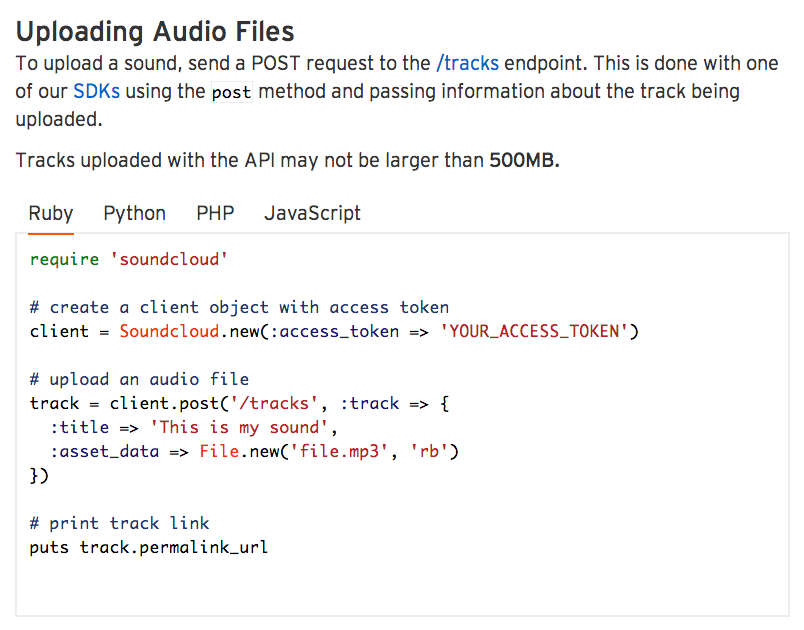 Uploading Audio Files
To upload a sound, send a POST request to the /tracks endpoint. This is done with one
of our SDKs using the post method and passing information about the track being
uploaded.
Tracks uploaded with the API may not be larger than 500MB.
Ruby Python PHP JavaScript
require 'soundcloud'
# create a client object with access token
client = Soundcloud.new(:access_token => 'YOUR_ACCESS_TOKEN')
# upload an audio file
track = client.post('/tracks', :track => {
  :title => 'This is my sound',
  :asset_data => File.new('file.mp3', 'rb')
})
# print track link
puts track.permalink_url